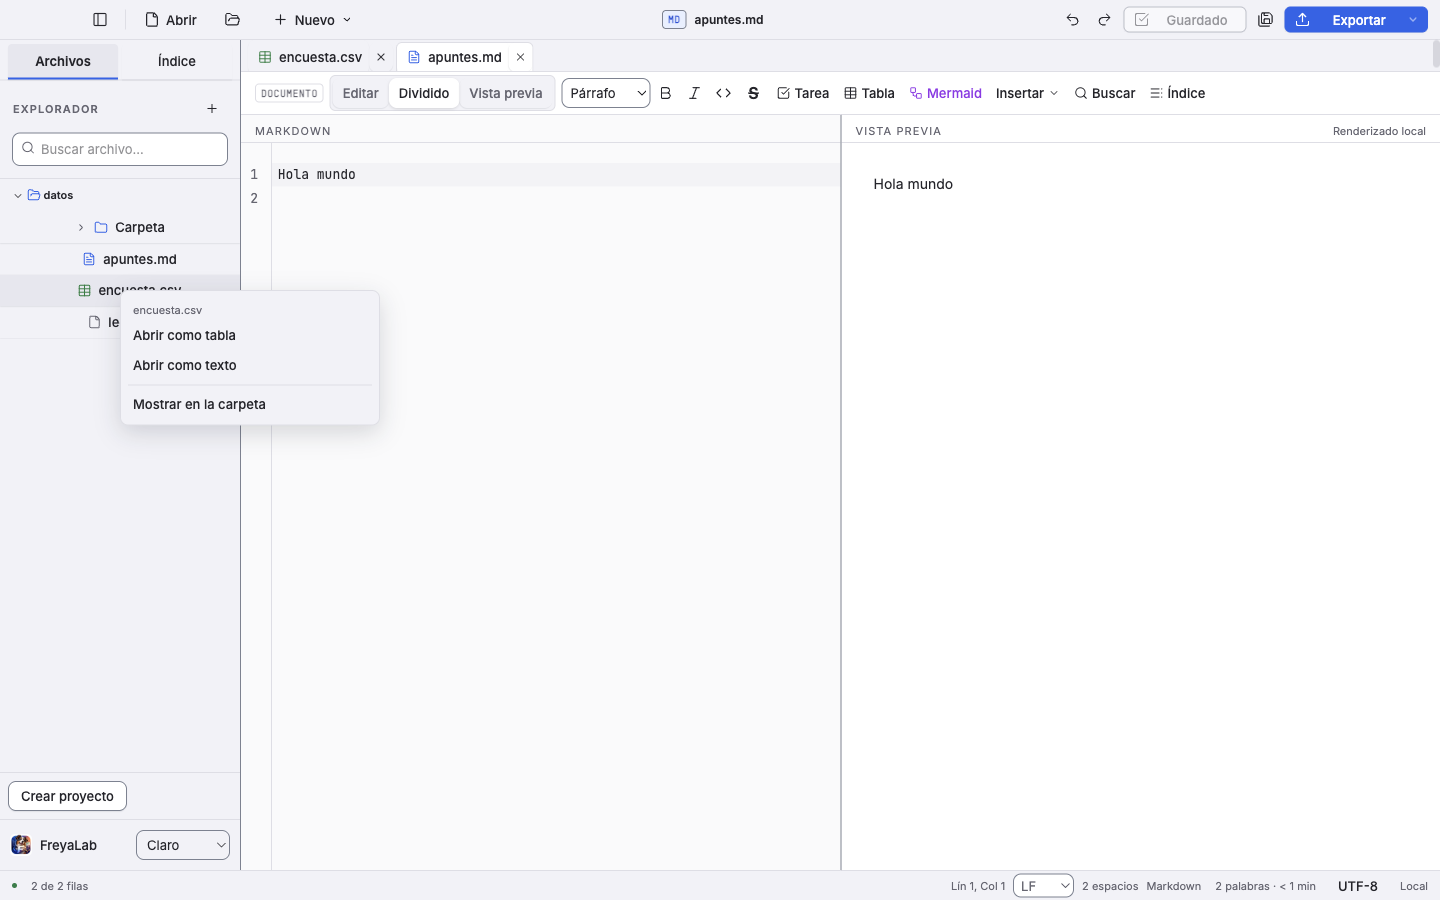 Abrir
Nuevo
MD apuntes.md
Guardado
Exportar
Archivos
Índice
encuesta.csv
apuntes.md
EXPLORADOR
DOCUMENTO
Editar
Dividido
Vista previa
Párrafo
B
I
S
Tarea
Tabla
Mermaid
Insertar
Buscar
Índice
Buscar archivo...
MARKDOWN
VISTA PREVIA
Renderizado local
1 Hola mundo
2
Hola mundo
datos
Carpeta
apuntes.md
encuesta.csv
encuesta.csv
Abrir como tabla
Abrir como texto
Mostrar en la carpeta
Crear proyecto
FreyaLab
Claro
2 de 2 filas
Lín 1, Col 1
LF
2 espacios
Markdown
2 palabras · < 1 min
UTF-8
Local